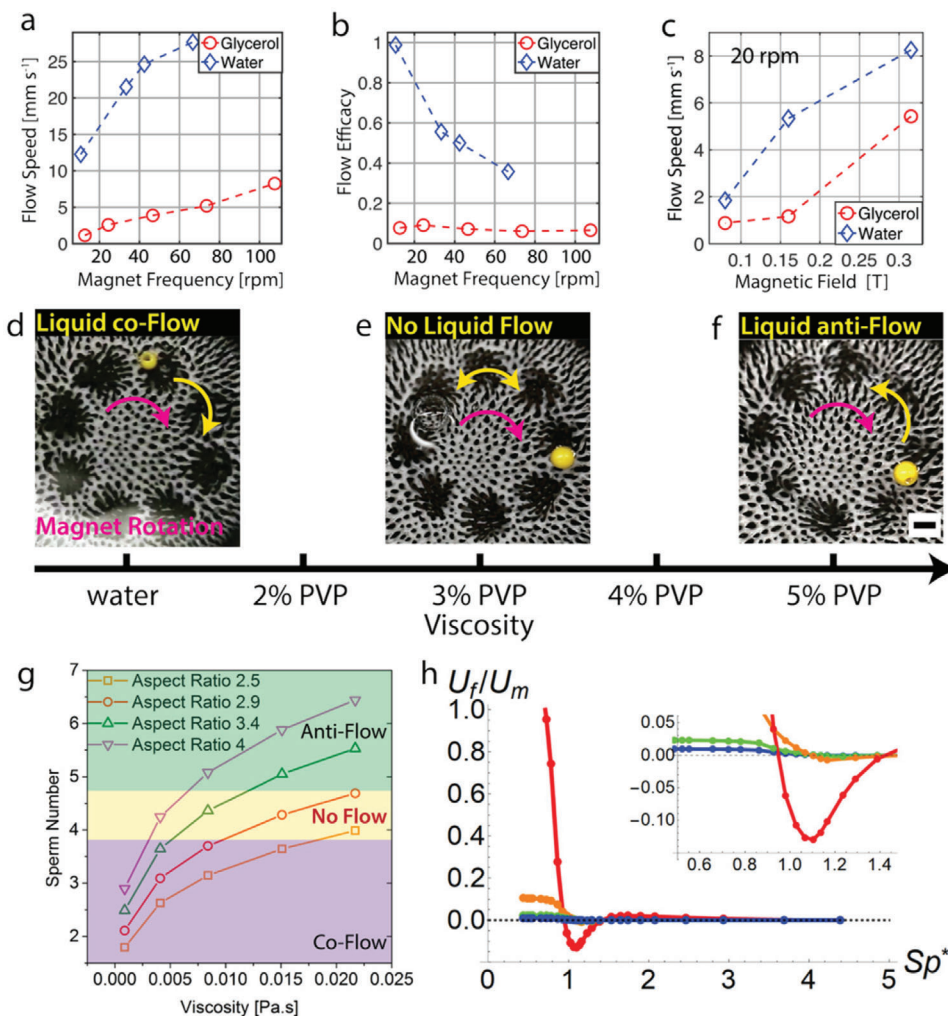 a
Flow Speed [mm s⁻¹]
25
20
15
10
5
0
Glycerol
Water
20 40 60 80 100
Magnet Frequency [rpm]
b
Flow Efficacy
1
0.8
0.6
0.4
0.2
0
Glycerol
Water
20 40 60 80 100
Magnet Frequency [rpm]
c
20 rpm
Flow Speed [mm s⁻¹]
8
6
4
2
0
Glycerol
Water
0.1 0.15 0.2 0.25 0.3
Magnetic Field [T]
d
Liquid co-Flow
Magnet Rotation
e
No Liquid Flow
f
Liquid anti-Flow
water 2% PVP 3% PVP 4% PVP 5% PVP
Viscosity
g
Sperm Number
7
6
5
4
3
2
Aspect Ratio 2.5
Aspect Ratio 2.9
Aspect Ratio 3.4
Aspect Ratio 4
Anti-Flow
No Flow
Co-Flow
0.000 0.005 0.010 0.015 0.020 0.025
Viscosity [Pa.s]
h
U_f/U_m
1.0
0.8
0.6
0.4
0.2
0.0
0 1 2 3 4 5
Sp*
0.05
0.00
−0.05
−0.10
0.6 0.8 1.0 1.2 1.4